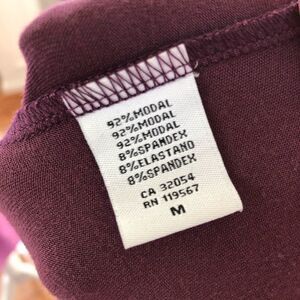 92%MODAL
92%MODAL
92%MODAL
8%SPANDEX
8%ELASTANO
8%SPANDEX
CA 32054
RN 119567
M